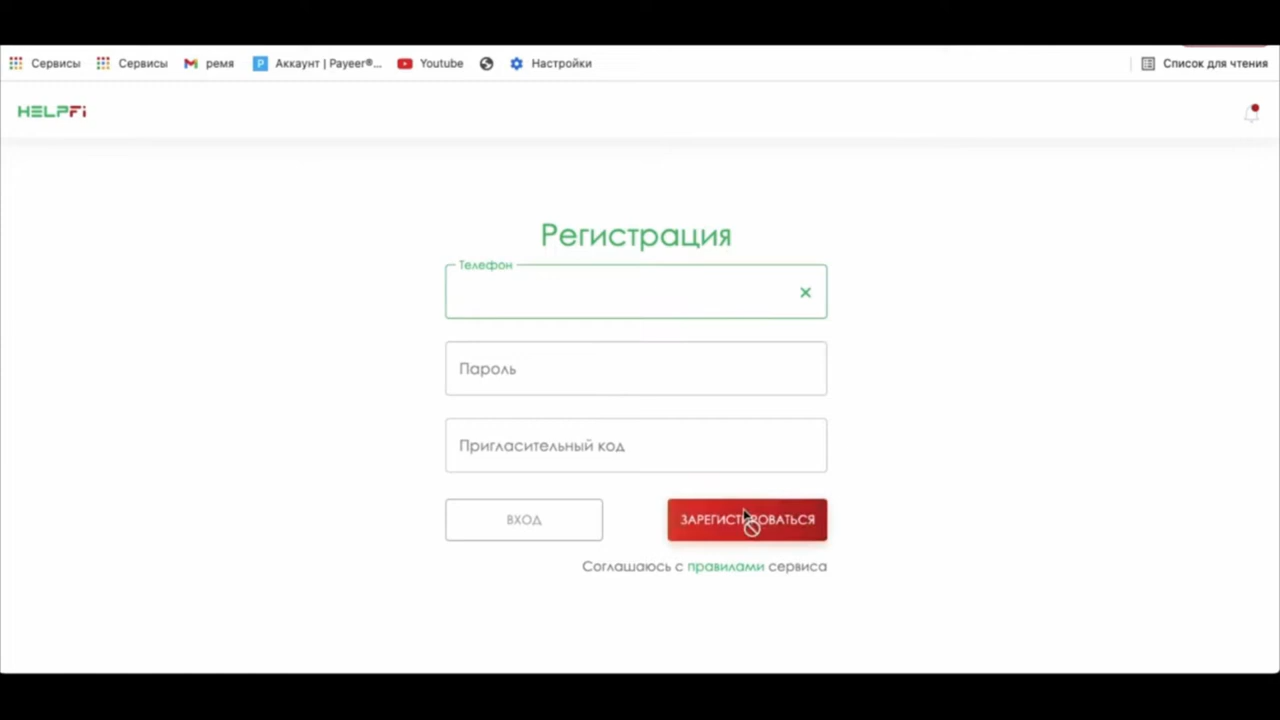 Сервисы Сервисы ремя Аккаунт | Payeer®... Youtube Настройки Список для чтения
HELPFi
Регистрация
Телефон
Пароль
Пригласительный код
ВХОД ЗАРЕГИСТРИРОВАТЬСЯ
Соглашаюсь с правилами сервиса